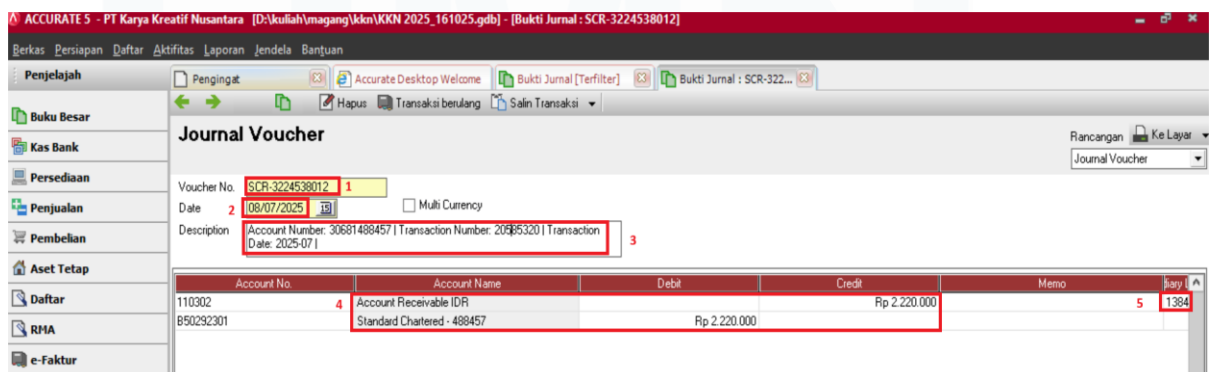 ACCURATE 5 - PT Karya Kreatif Nusantara [D:\kuliah\magang\kkn\KKN 2025_161025.gdb] - [Bukti Jurnal : SCR-3224538012]
Berkas Persiapan Daftar Aktifitas Laporan Jendela Bantuan
Penjelajah
Pengingat Accurate Desktop Welcome Bukti Jurnal [Terfilter] Bukti Jurnal : SCR-322...
Hapus Transaksi berulang Salin Transaksi
Buku Besar
Kas Bank
Persediaan
Penjualan
Pembelian
Aset Tetap
Daftar
RMA
e-Faktur
Journal Voucher
Rancangan Ke Layar
Journal Voucher
Voucher No. SCR-3224538012 1
Date 2 08/07/2025 15 Multi Currency
Description Account Number: 30681488457 | Transaction Number: 20585320 | Transaction
Date: 2025-07 |
3
Account No. Account Name Debit Credit Memo
110302 4 Account Receivable IDR Rp 2.220.000 5 1384
B50292301 Standard Chartered - 488457 Rp 2.220.000